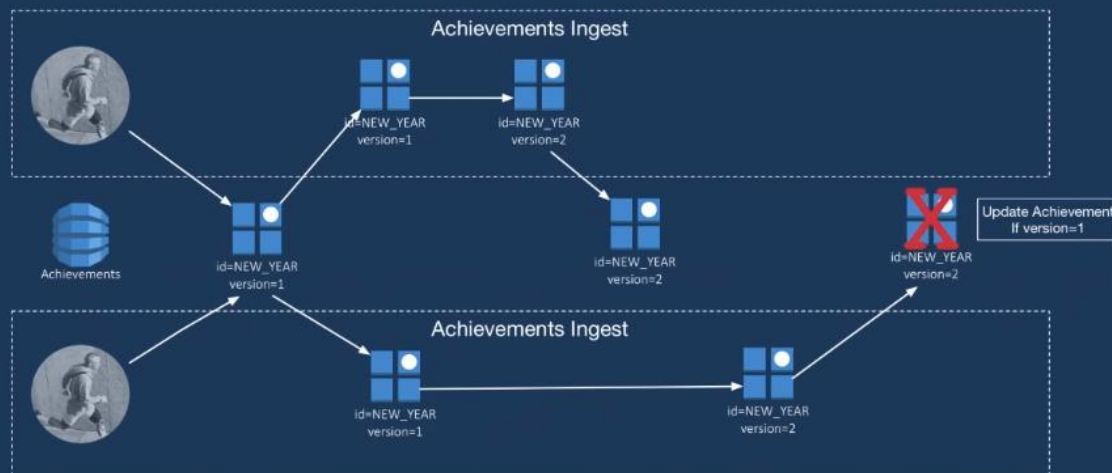 Achievements Ingest
id=NEW_YEAR
version=1
id=NEW_YEAR
version=2
Achievements
id=NEW_YEAR
version=1
id=NEW_YEAR
version=2
id=NEW_YEAR
version=2
Update Achievement
If version=1
Achievements Ingest
id=NEW_YEAR
version=1
id=NEW_YEAR
version=2